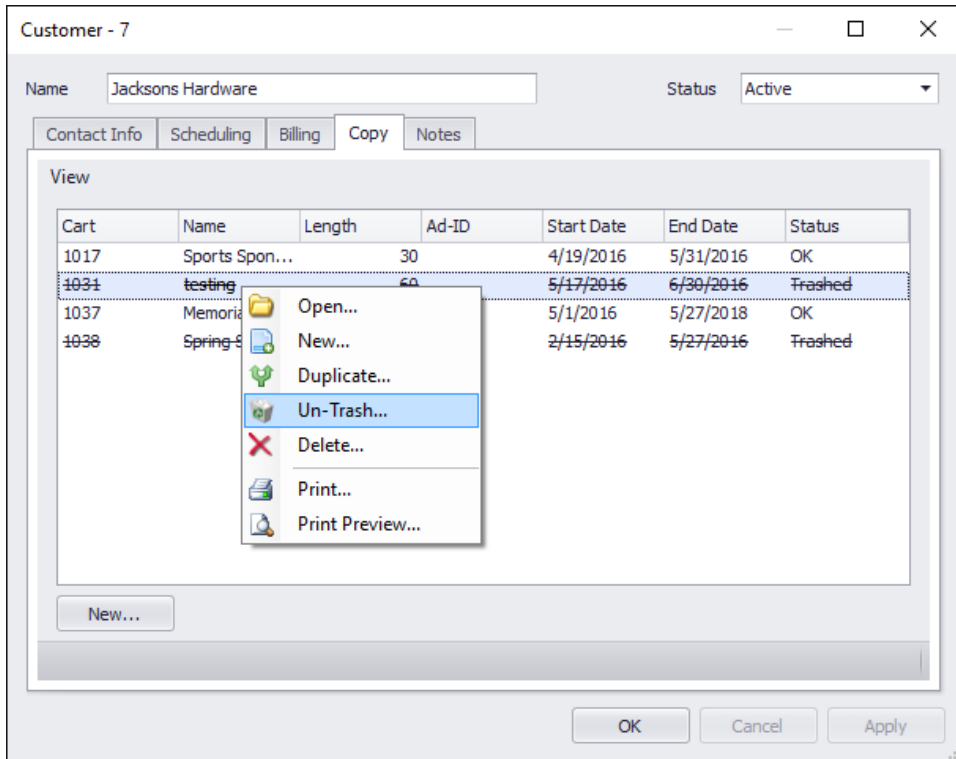 Customer - 7
Name Jacksons Hardware Status Active
Contact Info Scheduling Billing Copy Notes
View
Cart Name Length Ad-ID Start Date End Date Status
1017 Sports Spon... 30 4/19/2016 5/31/2016 OK
1031 testing 60 5/17/2016 6/30/2016 Trashed
1037 Memoria 5/1/2016 5/27/2018 OK
1038 Spring S 2/15/2016 5/27/2016 Trashed
Open...
New...
Duplicate...
Un-Trash...
Delete...
Print...
Print Preview...
New...
OK Cancel Apply